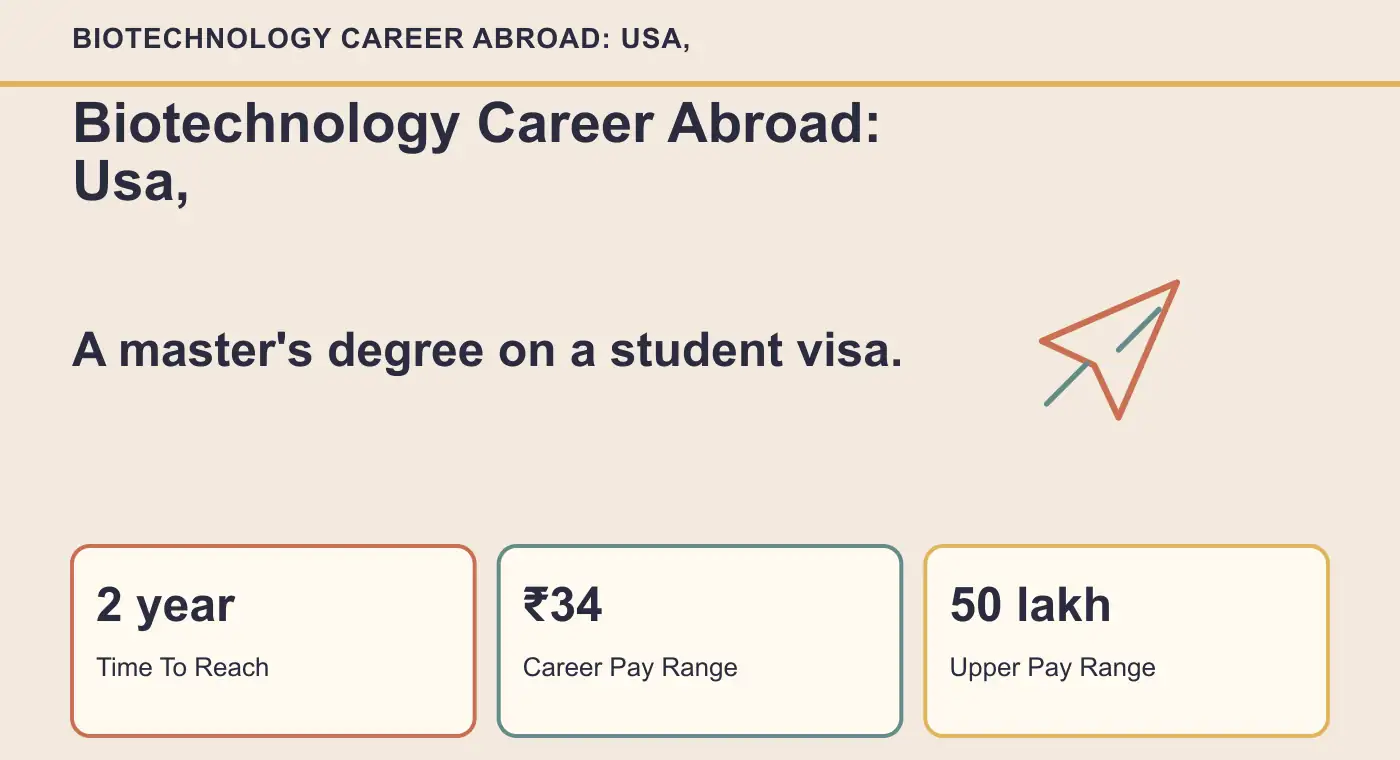 BIOTECHNOLOGY CAREER ABROAD: USA,
Biotechnology Career Abroad:
Usa,
A master's degree on a student visa.
2 year
Time To Reach
₹34
Career Pay Range
50 lakh
Upper Pay Range